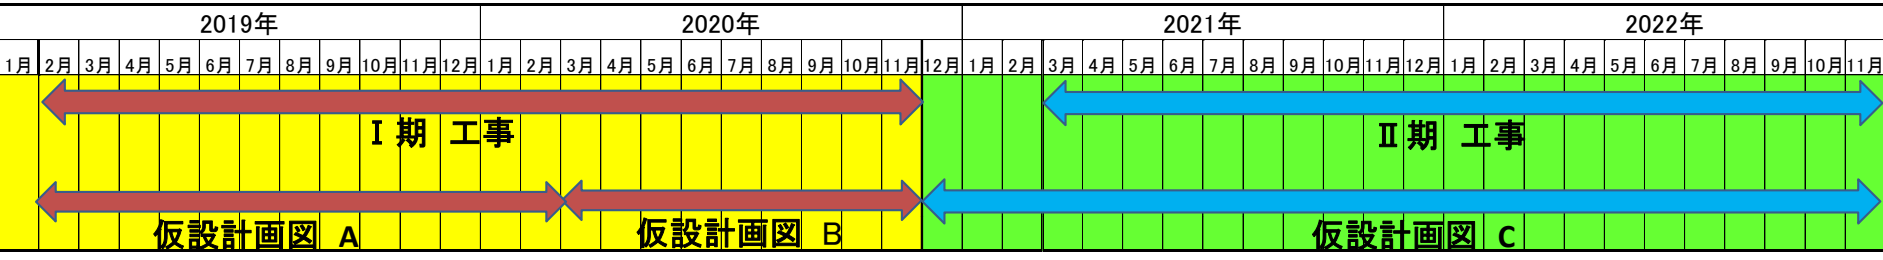 2019年 2020年 2021年 2022年
1月 2月 3月 4月 5月 6月 7月 8月 9月 10月 11月 12月 1月 2月 3月 4月 5月 6月 7月 8月 9月 10月 11月 12月 1月 2月 3月 4月 5月 6月 7月 8月 9月 10月 11月 12月 1月 2月 3月 4月 5月 6月 7月 8月 9月 10月 11月
Ⅰ期 工事 Ⅱ期 工事
仮設計画図 A 仮設計画図 B 仮設計画図 C